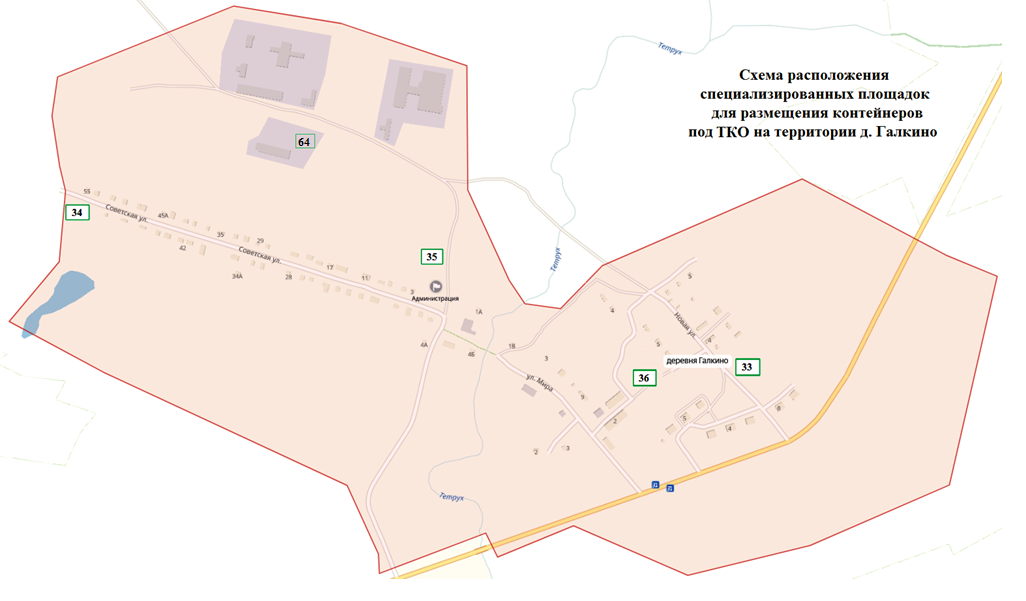 Тетрух
Схема расположения
специализированных площадок
для размещения контейнеров
под ТКО на территории д. Галкино
64
55
34
Советская ул.
45А
42
35
29
Советская ул.
34А
28
17
11
3
35
Администрация
1А
4А
4Б
1В
Тетрух
5
4
Новая ул.
6
деревня Галкино
33
36
3
ул. Мира
9
2
5
4
8
2
3
Тетрух